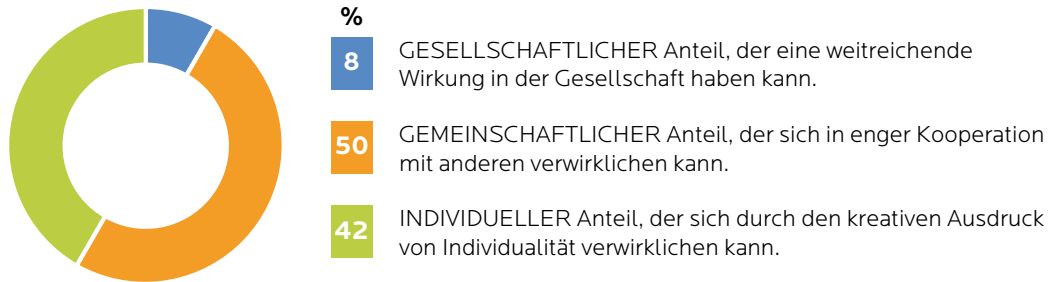 %
8
GESELLSCHAFTLICHER Anteil, der eine weitreichende
Wirkung in der Gesellschaft haben kann.
50
GEMEINSCHAFTLICHER Anteil, der sich in enger Kooperation
mit anderen verwirklichen kann.
42
INDIVIDUELLER Anteil, der sich durch den kreativen Ausdruck
von Individualität verwirklichen kann.